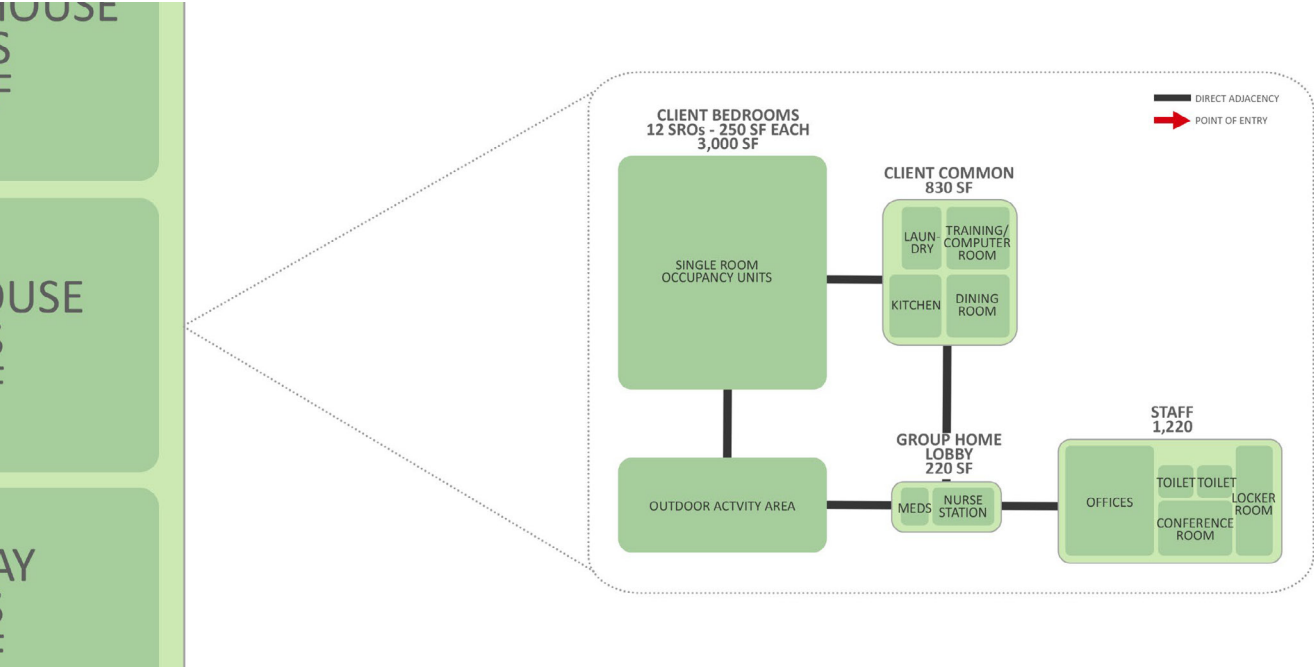 OUSE
S
OUSE
S
AY
S
DIRECT ADJACENCY
POINT OF ENTRY
CLIENT BEDROOMS
12 SROs - 250 SF EACH
3,000 SF
SINGLE ROOM
OCCUPANCY UNITS
CLIENT COMMON
830 SF
LAUN-
DRY
TRAINING/
COMPUTER
ROOM
KITCHEN
DINING
ROOM
OUTDOOR ACTVITY AREA
GROUP HOME
LOBBY
220 SF
MEDS
NURSE
STATION
STAFF
1,220
OFFICES
TOILET
TOILET
CONFERENCE
ROOM
LOCKER
ROOM